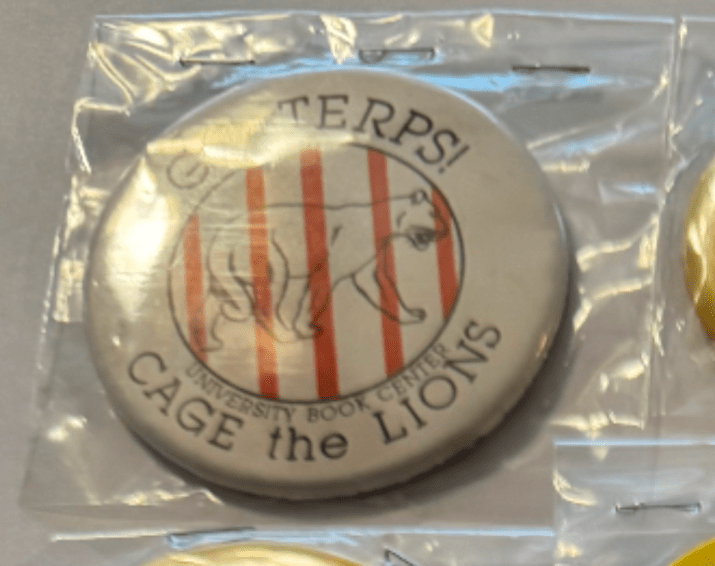 TERPS!
UNIVERSITY BOOK CENTER
CAGE the LIONS